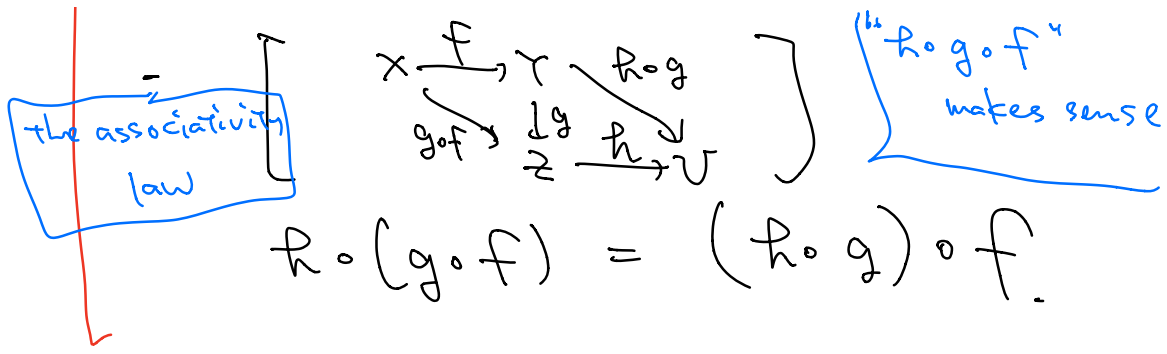 X f Y h∘g
g∘f g
Z h U
the associativity
law
"h∘g∘f"
makes sense
h∘(g∘f) = (h∘g)∘f.